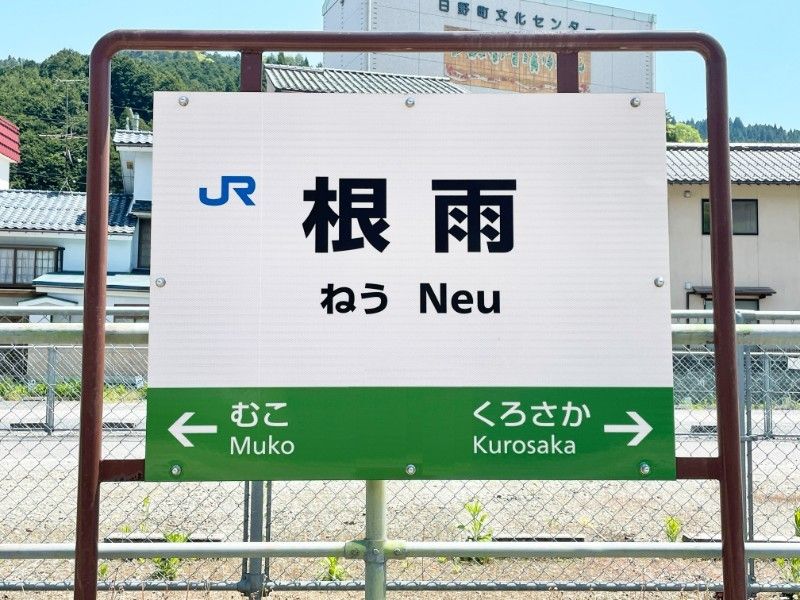 日野町文化センター
JR
根雨
ねう Neu
← むこ
Muko
くろさか →
Kurosaka